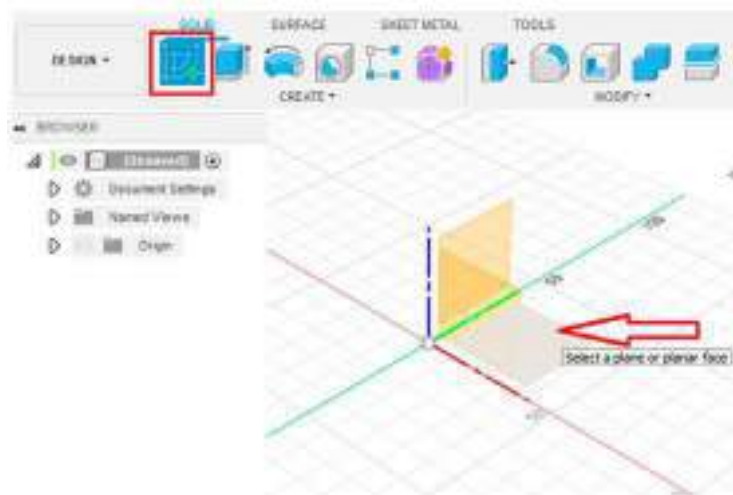 SOLID SURFACE SHEET METAL TOOLS
DESIGN
CREATE MODIFY
BROWSER
(Unsaved)
Document Settings
Named Views
Origin
Select a plane or planar face